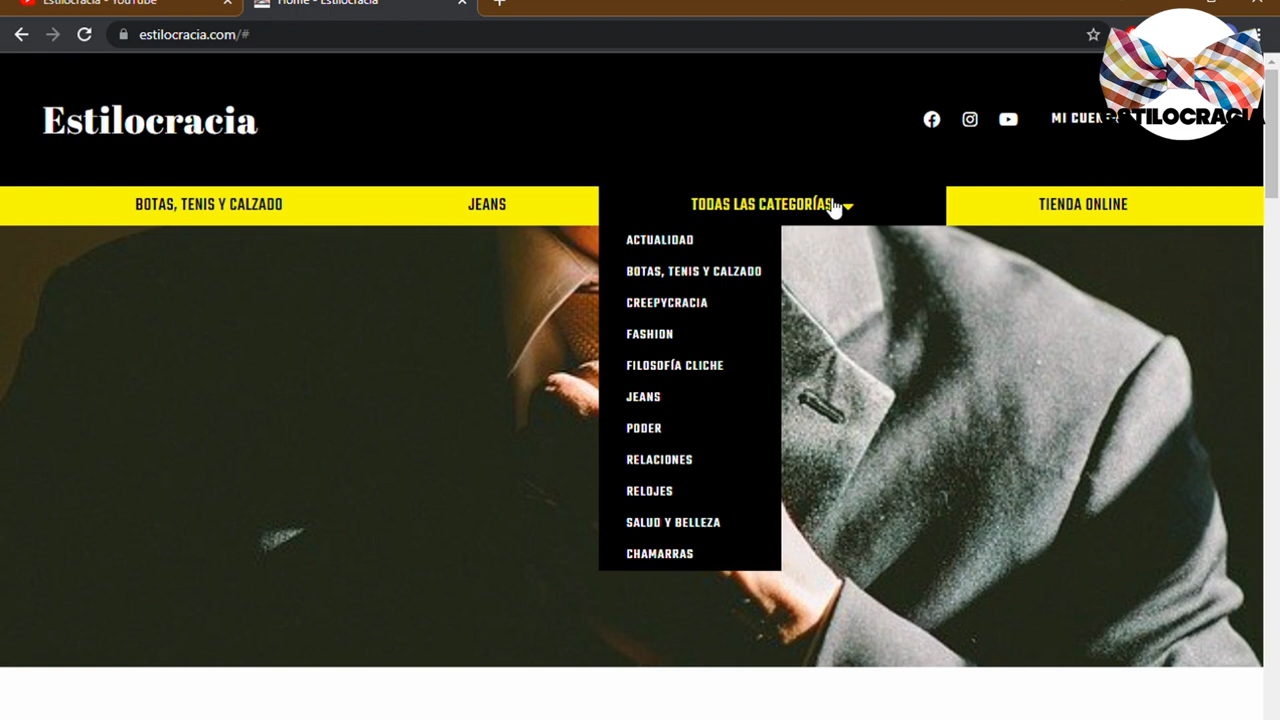 Estilocracia - YouTube
Home - Estilocracia
estilocracia.com/#
Estilocracia
MI CUEN
ESTILOCRACIA
BOTAS, TENIS Y CALZADO
JEANS
TODAS LAS CATEGORÍAS
TIENDA ONLINE
ACTUALIDAD
BOTAS, TENIS Y CALZADO
CREEPYCRACIA
FASHION
FILOSOFÍA CLICHE
JEANS
PODER
RELACIONES
RELOJES
SALUD Y BELLEZA
CHAMARRAS